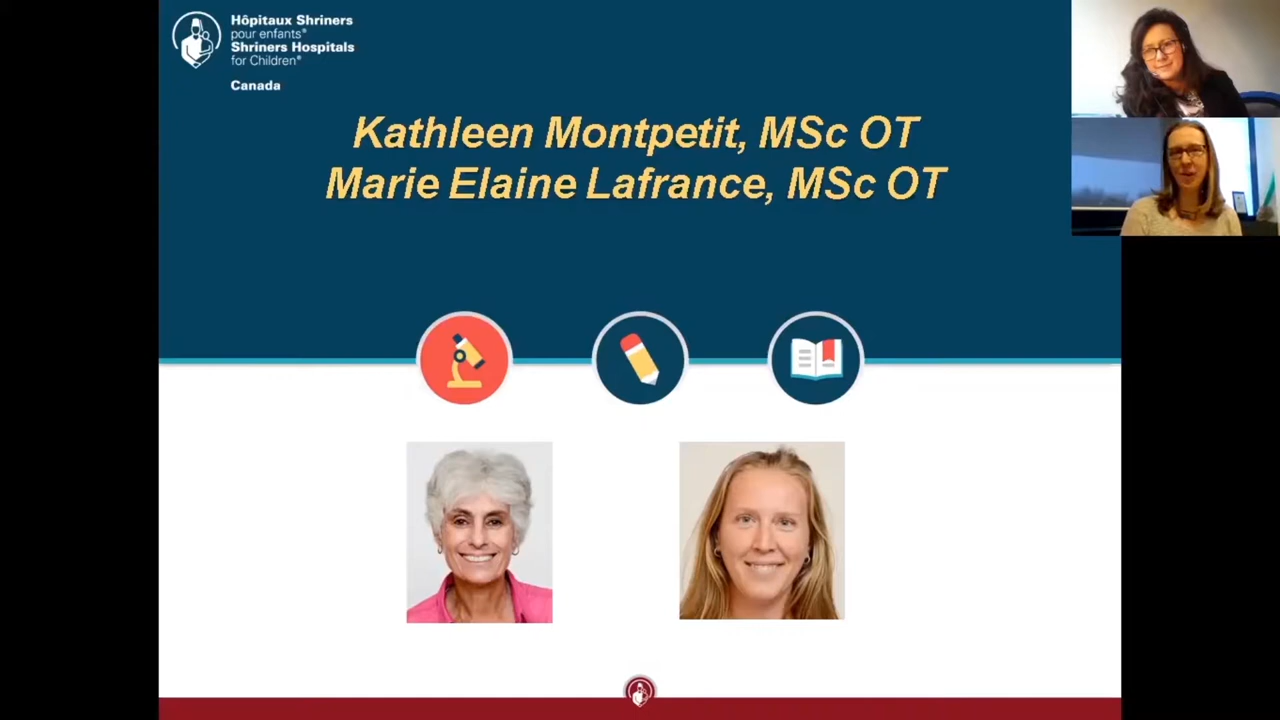 Hôpitaux Shriners
pour enfants®
Shriners Hospitals
for Children®
Canada
Kathleen Montpetit, MSc OT
Marie Elaine Lafrance, MSc OT